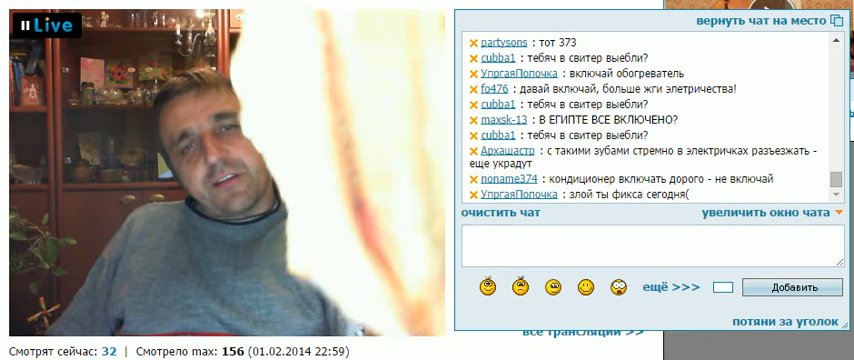 Live
вернуть чат на место
partysons : тот 373
cubba1 : тебяч в свитер выебли?
УпргаяПопочка : включай обогреватель
fo476 : давай включай, больше жги элетричества!
cubba1 : тебяч в свитер выебли?
maxsk-13 : В ЕГИПТЕ ВСЕ ВКЛЮЧЕНО?
cubba1 : тебяч в свитер выебли?
Архашастр : с такими зубами стремно в электричках разъезжать -
еще украдут
noname374 : кондиционер включать дорого - не включай
УпргаяПопочка : злой ты фикса сегодня(
очистить чат
увеличить окно чата
ещё >>>
Добавить
потяни за уголок
все трансляции >>
Смотрят сейчас: 32 | Смотрело max: 156 (01.02.2014 22:59)